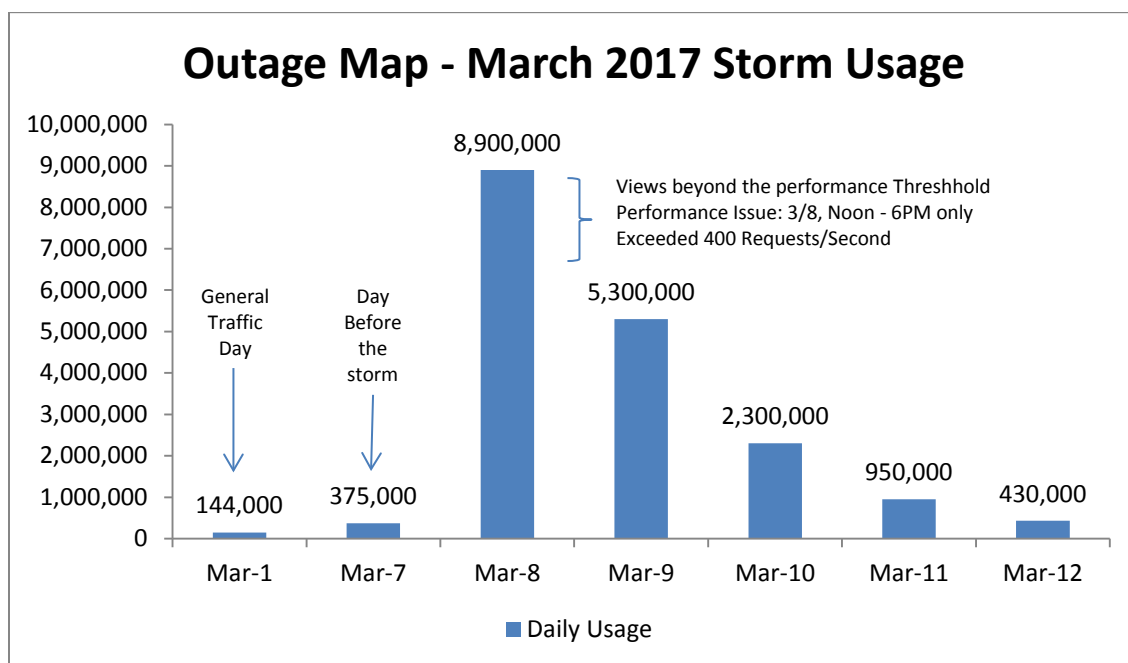 Outage Map - March 2017 Storm Usage
10,000,000
9,000,000
8,000,000
7,000,000
6,000,000
5,000,000
4,000,000
3,000,000
2,000,000
1,000,000
0
General
Traffic
Day
Day
Before
the
storm
Views beyond the performance Threshhold
Performance Issue: 3/8, Noon - 6PM only
Exceeded 400 Requests/Second
144,000
375,000
8,900,000
5,300,000
2,300,000
950,000
430,000
Mar-1
Mar-7
Mar-8
Mar-9
Mar-10
Mar-11
Mar-12
Daily Usage